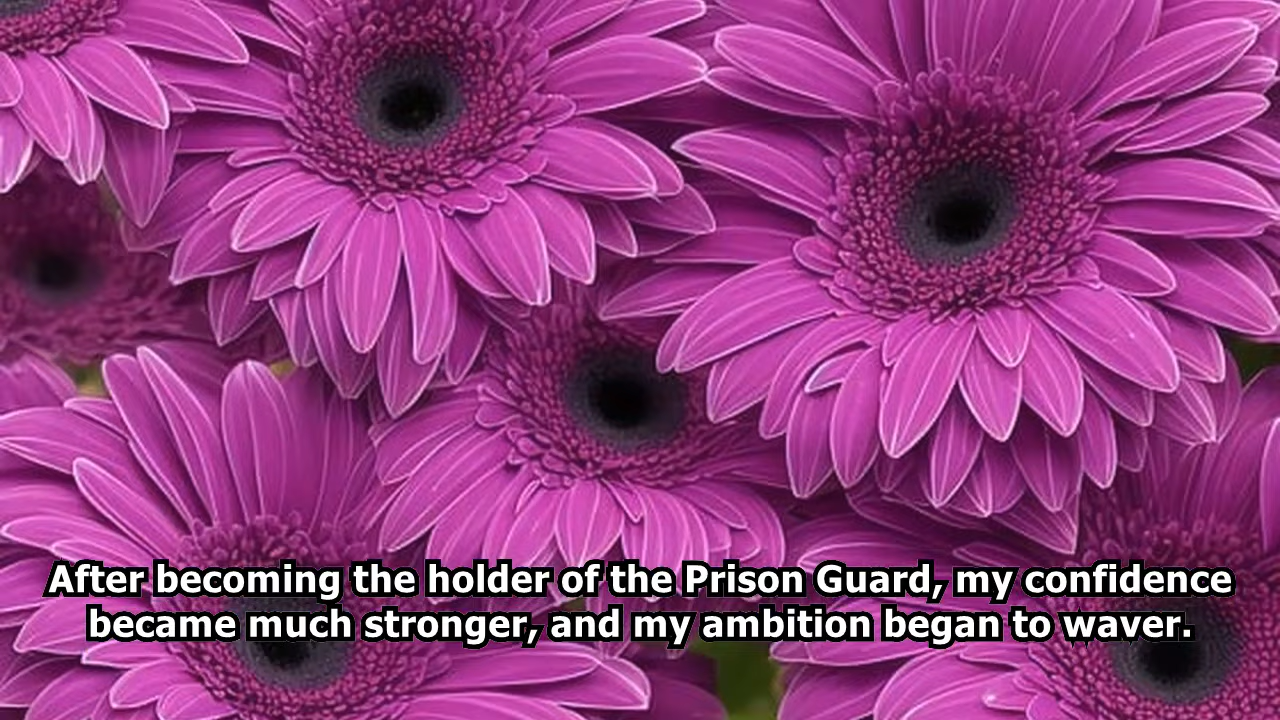 After becoming the holder of the Prison Guard, my confidence
became much stronger, and my ambition began to waver.